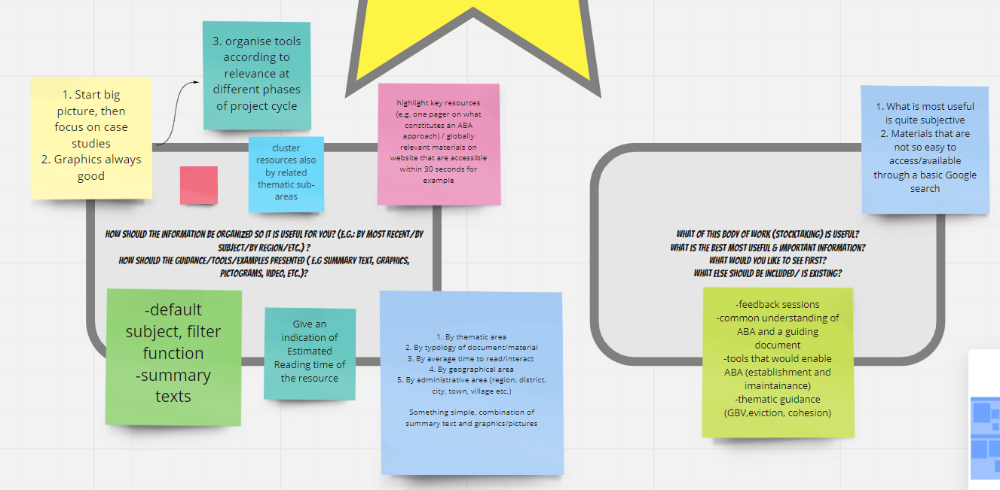 3. organise tools
according to
relevance at
different phases
of project cycle
1. Start big
picture, then
focus on case
studies
2. Graphics always
good
cluster
resources also
by related
thematic sub-
areas
highlight key resources
(e.g. one pager on what
constitutes an ABA
approach) / globally
relevant materials on
website that are accessible
within 30 seconds for
example
HOW SHOULD THE INFORMATION BE ORGANIZED SO IT IS USEFUL FOR YOU? (E.G.: BY MOST RECENT/BY
SUBJECT/BY REGION/ETC.) ?
HOW SHOULD THE GUIDANCE/TOOLS/EXAMPLES PRESENTED ( E.G SUMMARY TEXT, GRAPHICS,
PICTOGRAMS, VIDEO, ETC.)?
-default
subject, filter
function
-summary
texts
Give an
indication of
Estimated
Reading time of
the resource
1. By thematic area
2. By typology of document/material
3. By average time to read/interact
4. By geographical area
5. By administrative area (region, district,
city, town, village etc.)
Something simple, combination of
summary text and graphics/pictures
1. What is most useful
is quite subjective
2. Materials that are
not so easy to
access/available
through a basic Google
search
WHAT OF THIS BODY OF WORK (STOCKTAKING) IS USEFUL?
WHAT IS THE BEST MOST USEFUL & IMPORTANT INFORMATION?
WHAT WOULD YOU LIKE TO SEE FIRST?
WHAT ELSE SHOULD BE INCLUDED/ IS EXISTING?
-feedback sessions
-common understanding of
ABA and a guiding
document
-tools that would enable
ABA (establishment and
imaintainance)
-thematic guidance
(GBV,eviction, cohesion)